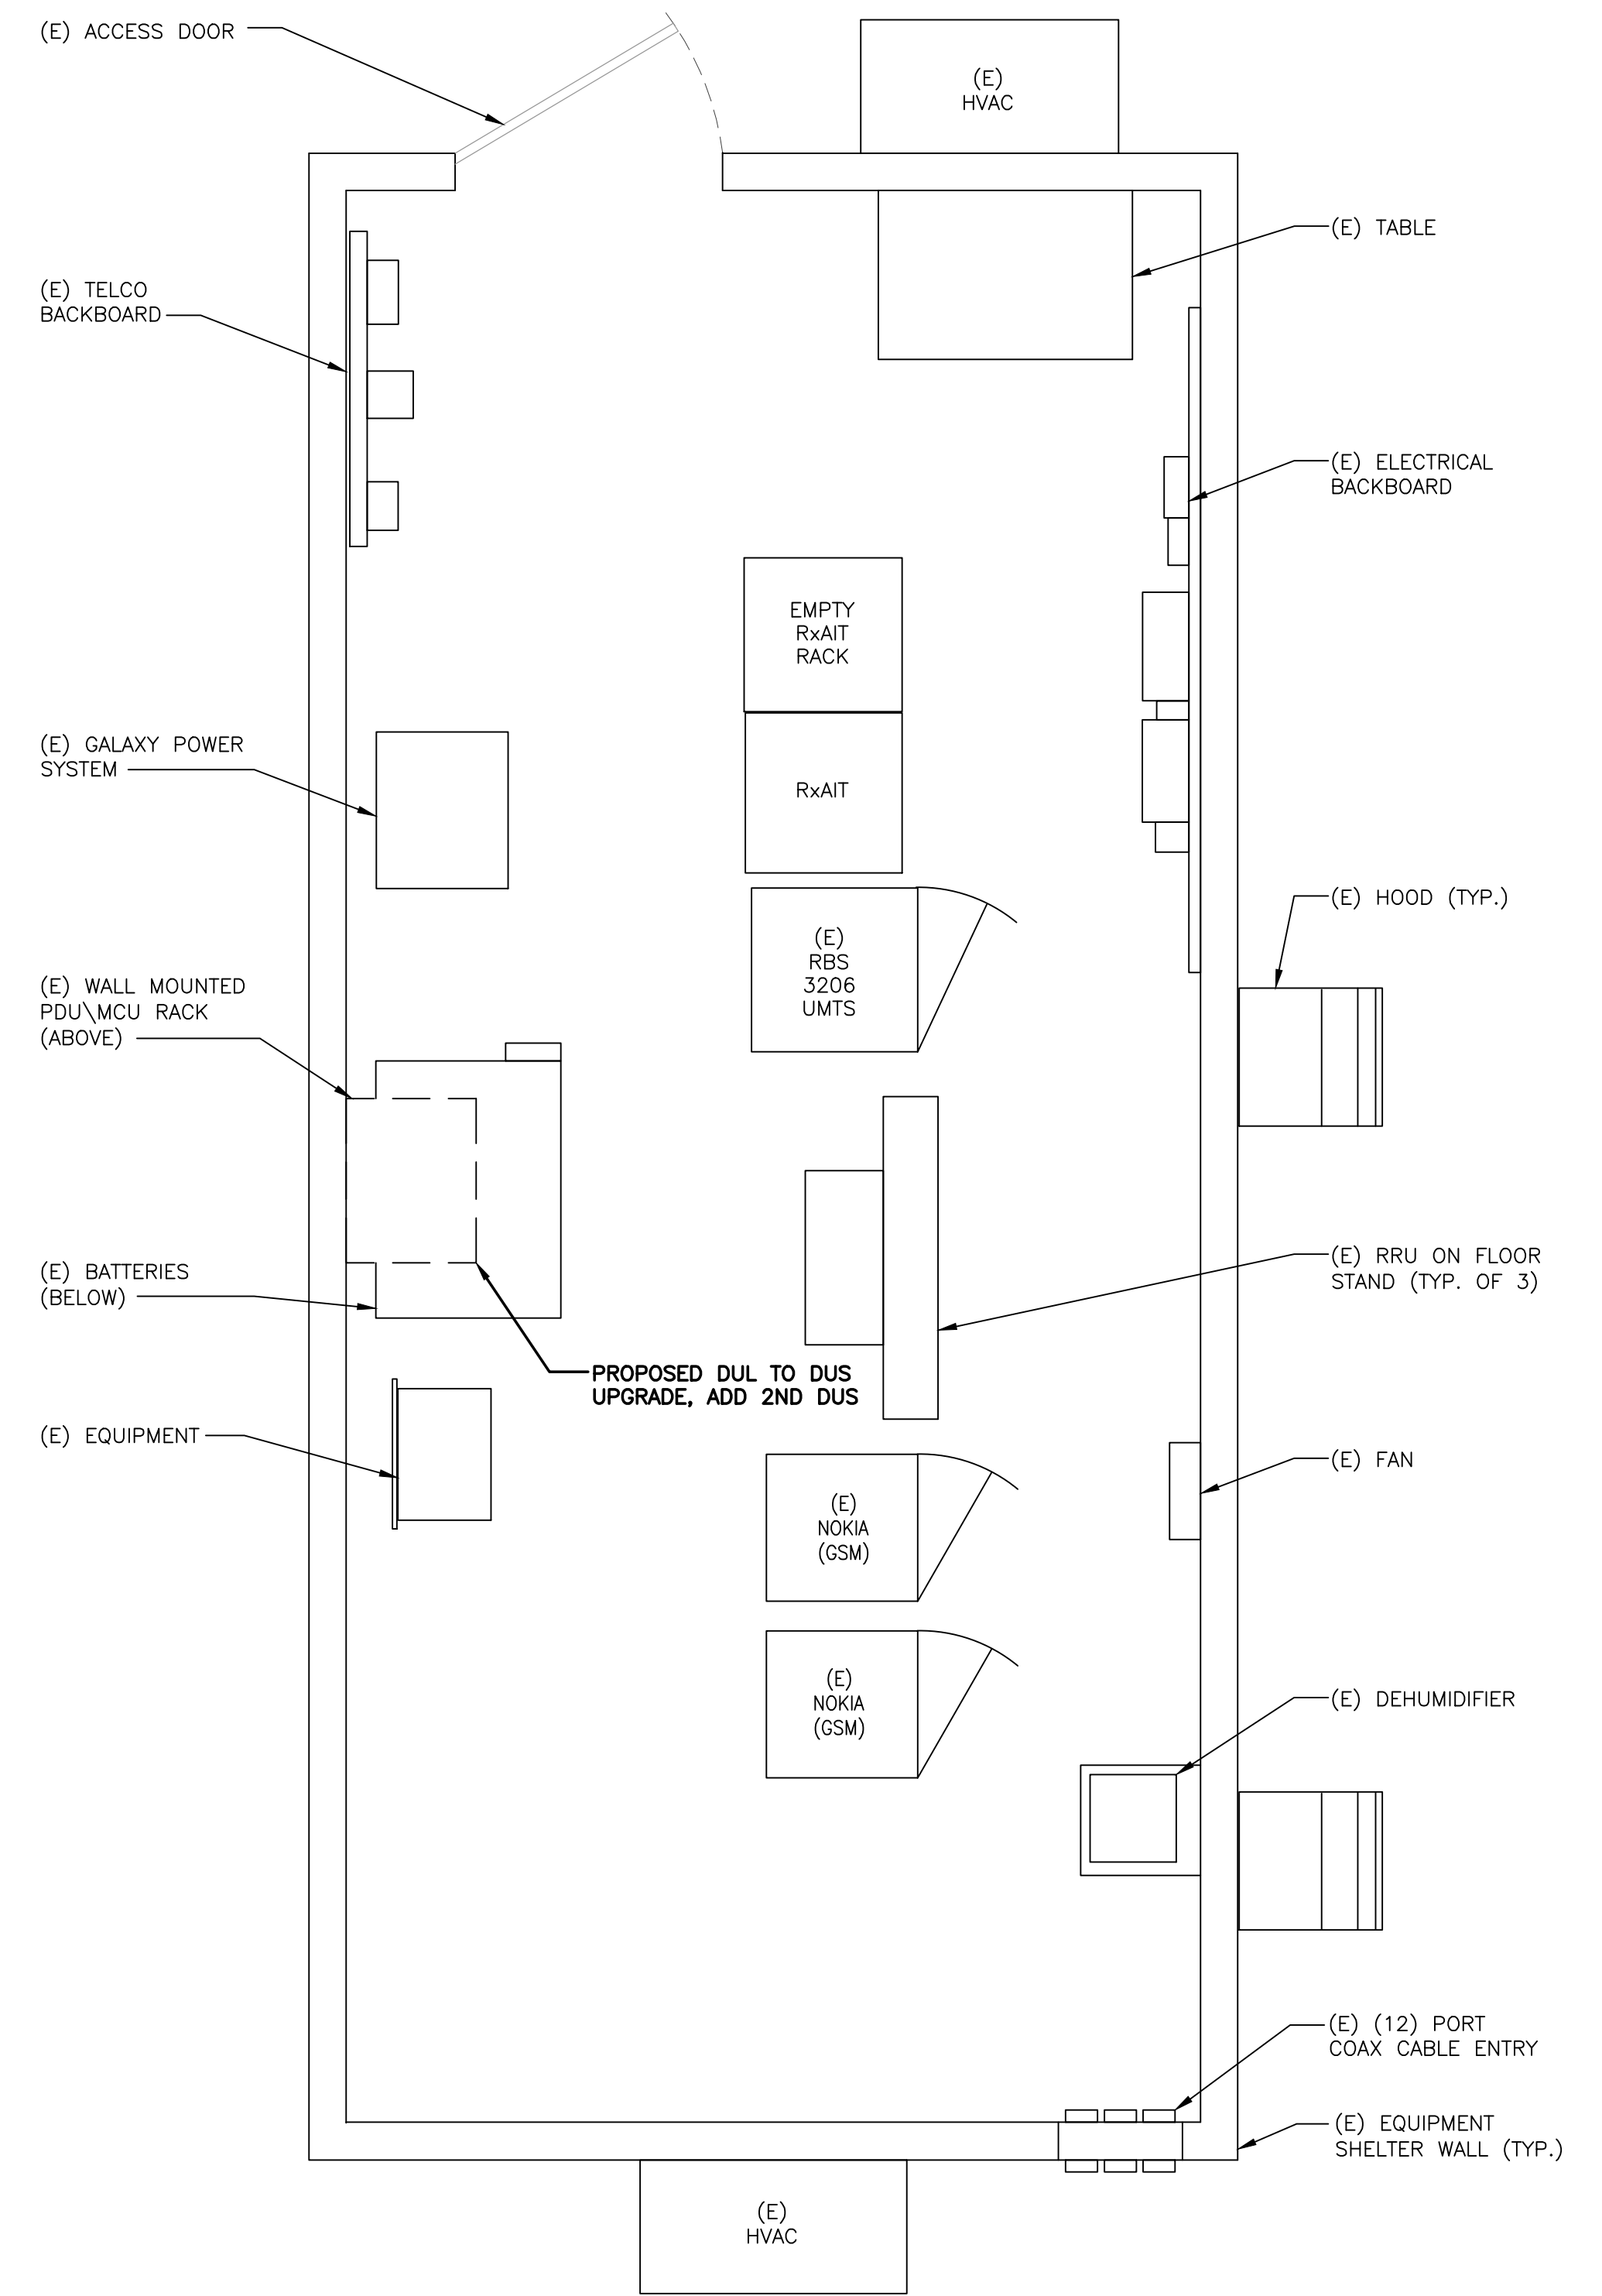 (E) ACCESS DOOR
(E)
HVAC
(E) TABLE
(E) TELCO
BACKBOARD
(E) ELECTRICAL
BACKBOARD
EMPTY
RxAIT
RACK
(E) GALAXY POWER
SYSTEM
RxAIT
(E) HOOD (TYP.)
(E)
RBS
3206
UMTS
(E) WALL MOUNTED
PDU\MCU RACK
(ABOVE)
(E) RRU ON FLOOR
STAND (TYP. OF 3)
(E) BATTERIES
(BELOW)
PROPOSED DUL TO DUS
UPGRADE, ADD 2ND DUS
(E) EQUIPMENT
(E) FAN
(E)
NOKIA
(GSM)
(E)
NOKIA
(GSM)
(E) DEHUMIDIFIER
(E) (12) PORT
COAX CABLE ENTRY
(E) EQUIPMENT
SHELTER WALL (TYP.)
(E)
HVAC